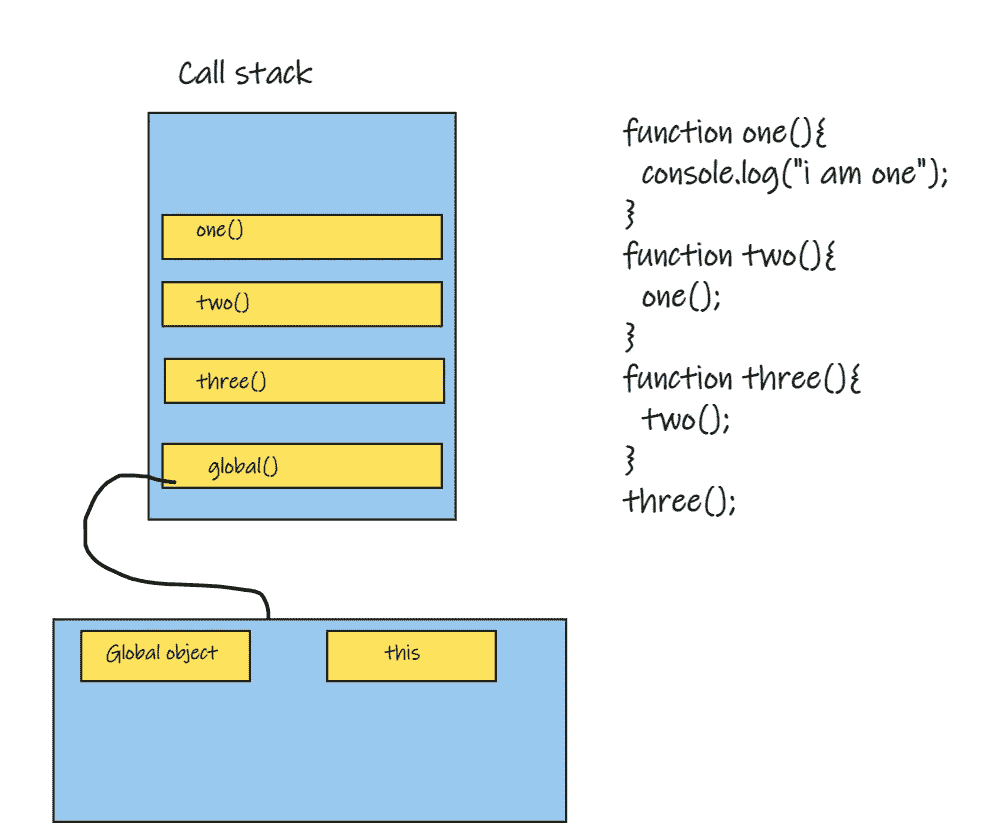 Call stack
one()
two()
three()
global()
Global object
this
function one(){
console.log("i am one");
}
function two(){
one();
}
function three(){
two();
}
three();